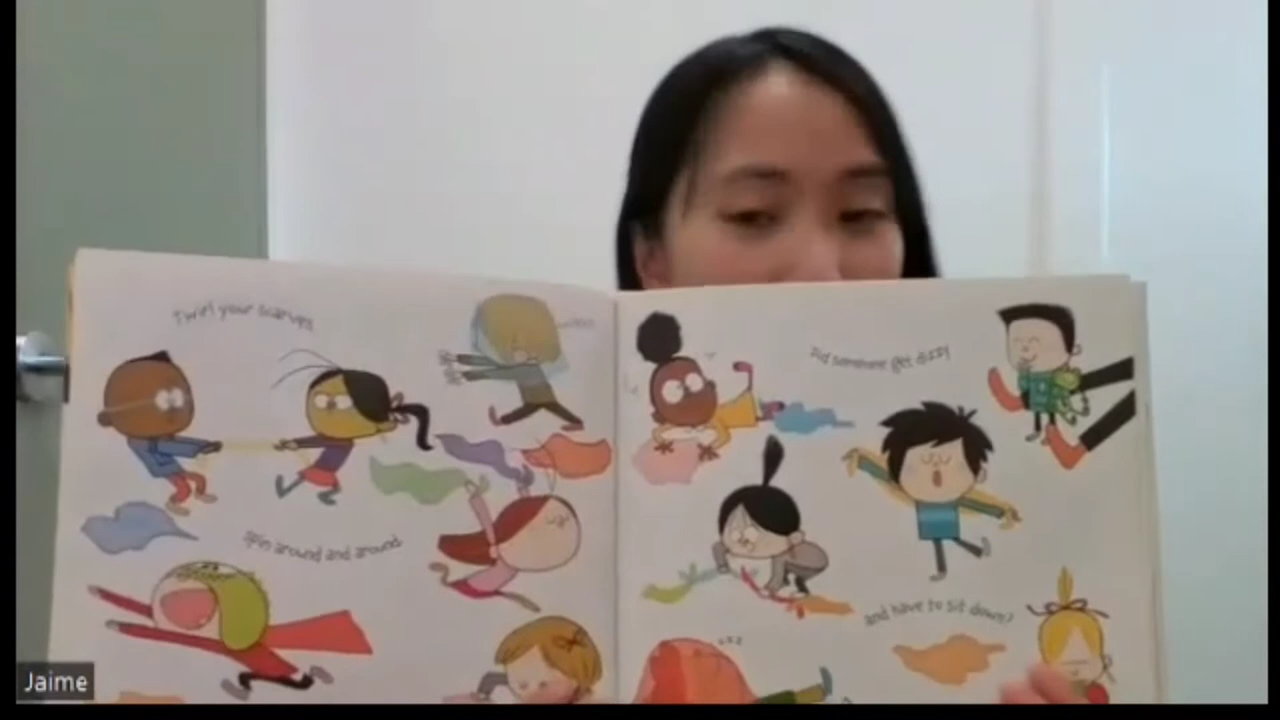 Twirl your scarves
Spin around and around
Did someone get dizzy
and have to sit down?
Jaime